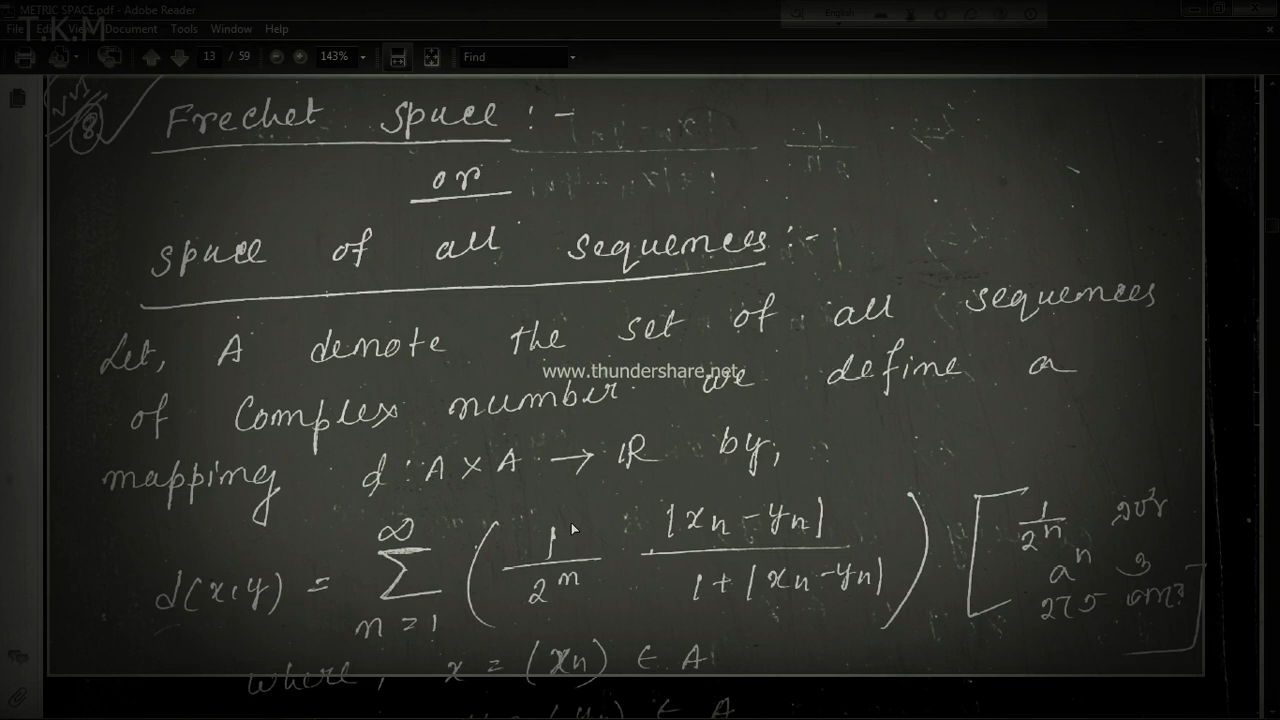 METRIC SPACE.pdf - Adobe Reader
T.K.M
File Edit View Document Tools Window Help
13 / 59 143% Find
English
8
Frechet space :-
or
space of all sequences :-
Let, A denote the set of all sequences
of complex number we define a
www.thundershare.net
mapping d : A × A → ℝ by,
d(x,y) = ∑_{n=1}^{∞} ( 1/2^n |xn-yn| / 1+|xn-yn| ) [ 1/2^n
a^n
where, x = (xn) ∈ A
y = (yn) ∈ A